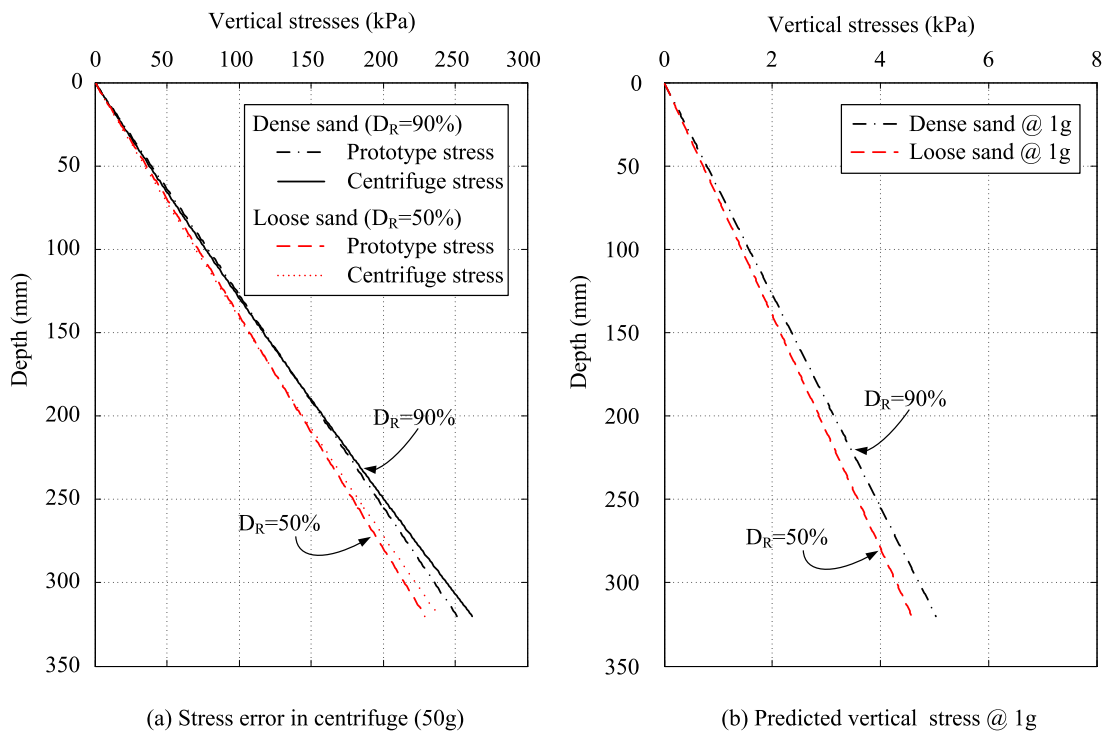 Vertical stresses (kPa)
0 50 100 150 200 250 300
0
50
100
150
200
250
300
350
Depth (mm)
Dense sand (DR=90%)
Prototype stress
Centrifuge stress
Loose sand (DR=50%)
Prototype stress
Centrifuge stress
DR=90%
DR=50%
(a) Stress error in centrifuge (50g)
Vertical stresses (kPa)
0 2 4 6 8
0
50
100
150
200
250
300
350
Depth (mm)
Dense sand @ 1g
Loose sand @ 1g
DR=90%
DR=50%
(b) Predicted vertical stress @ 1g